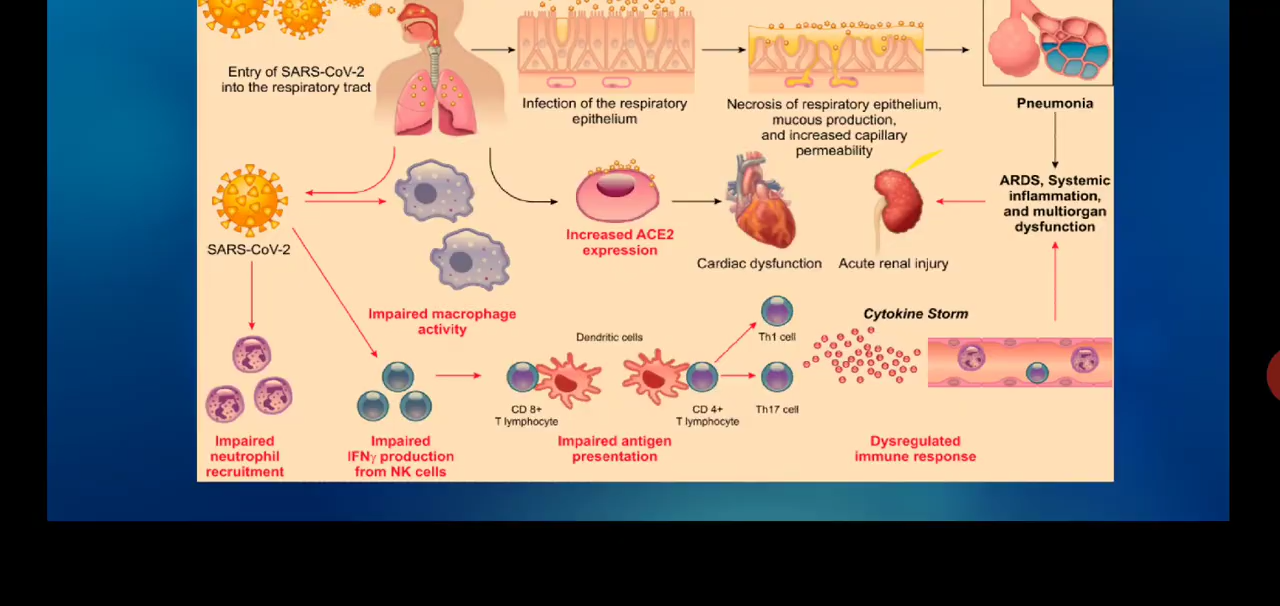 Entry of SARS-CoV-2
into the respiratory tract
Infection of the respiratory
epithelium
Necrosis of respiratory epithelium,
mucous production,
and increased capillary
permeability
Pneumonia
SARS-CoV-2
Increased ACE2
expression
Cardiac dysfunction
Acute renal injury
ARDS, Systemic
inflammation,
and multiorgan
dysfunction
Impaired macrophage
activity
Dendritic cells
Th1 cell
Cytokine Storm
CD 8+
T lymphocyte
CD 4+
T lymphocyte
Th17 cell
Impaired
neutrophil
recruitment
Impaired
IFNγ production
from NK cells
Impaired antigen
presentation
Dysregulated
immune response